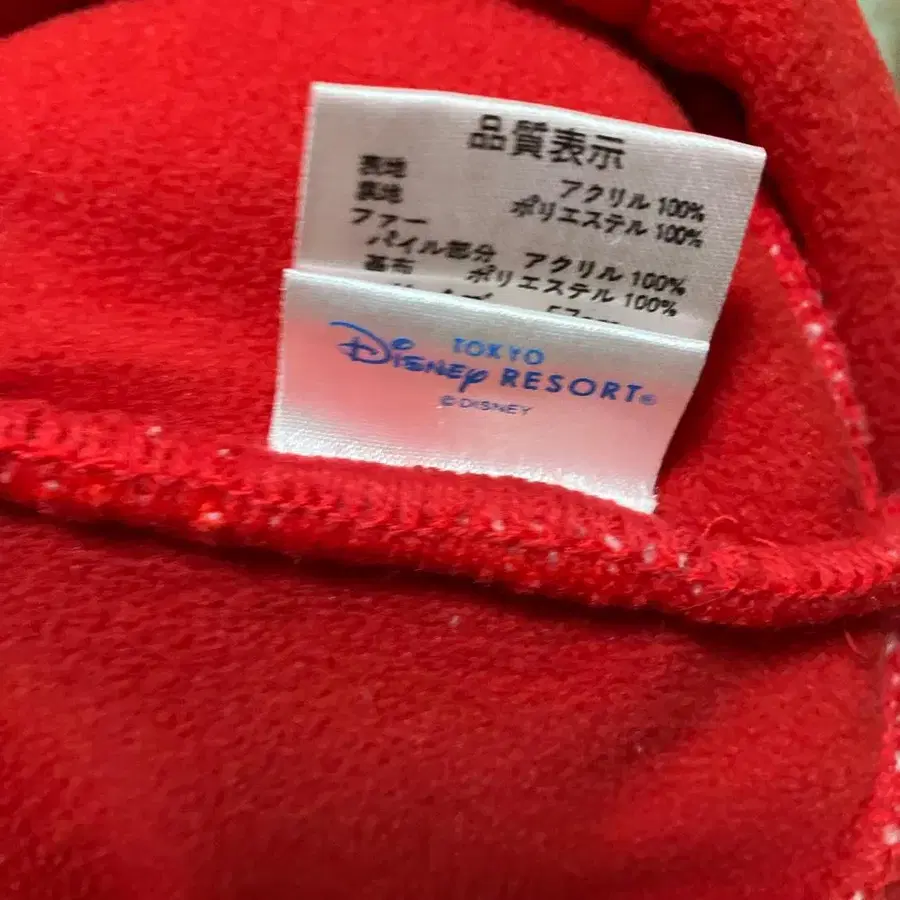 品質表示
表地 アクリル 100%
裏地 ポリエステル 100%
ファー
パイル部分 アクリル 100%
基布 ポリエステル 100%
TOKYO
Disney RESORT®
© DISNEY